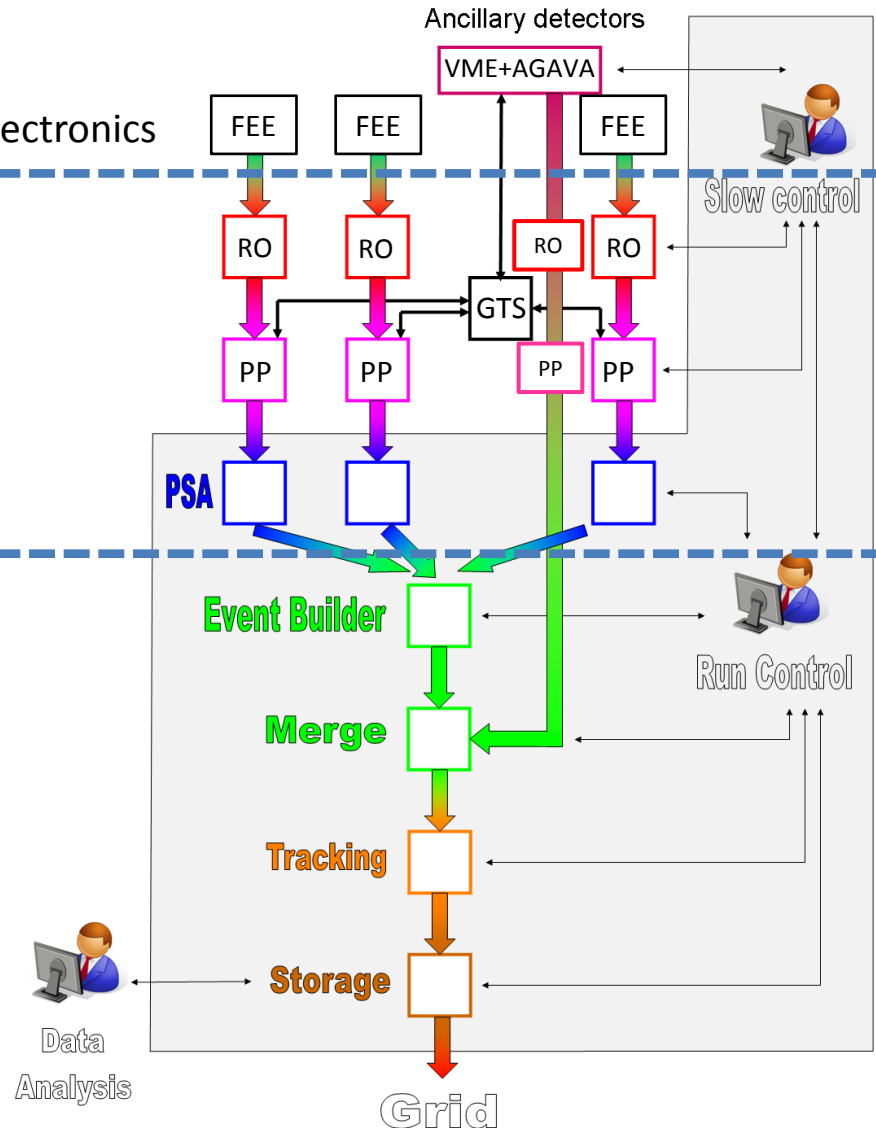 Ancillary detectors
VME+AGAVA
ectronics
FEE
FEE
FEE
Slow control
RO
RO
RO
RO
GTS
PP
PP
PP
PP
PSA
Event Builder
Run Control
Merge
Tracking
Storage
Data
Analysis
Grid